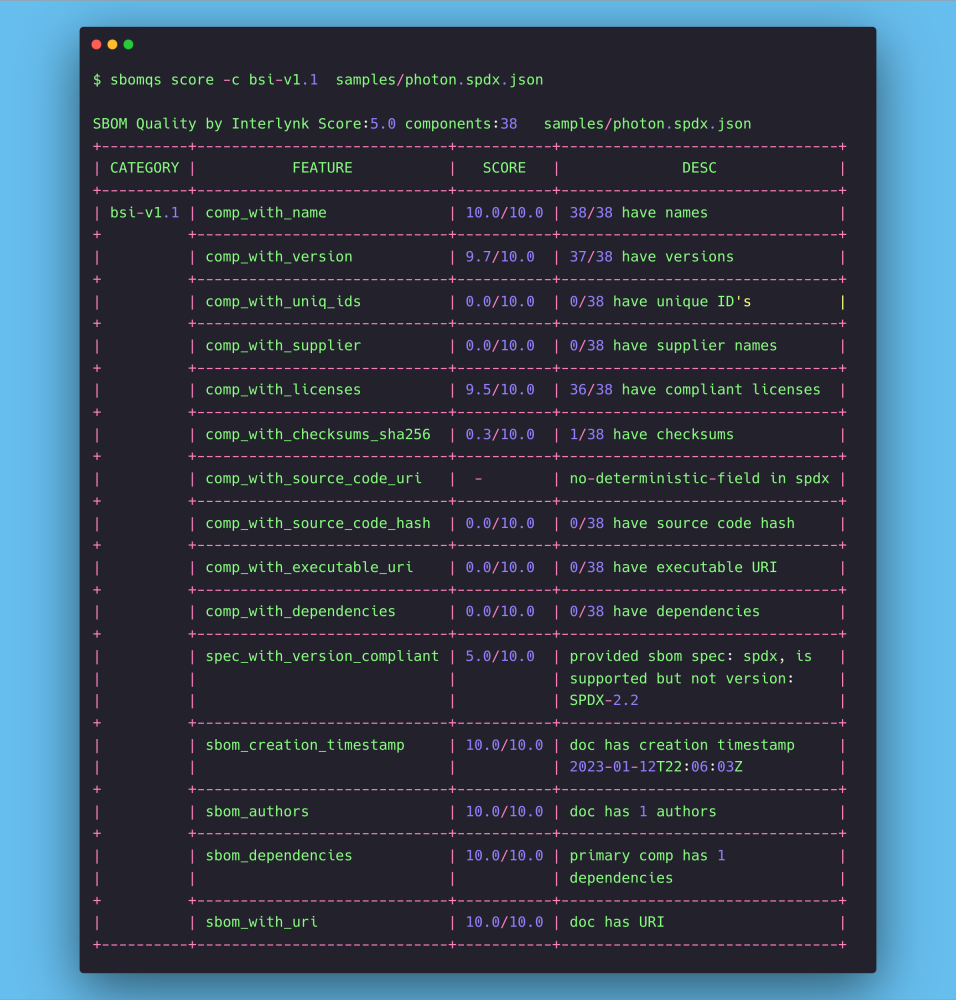 $ sbomqs score -c bsi-v1.1  samples/photon.spdx.json

SBOM Quality by Interlynk Score:5.0 components:38   samples/photon.spdx.json
+----------+-----------------------------+-----------+--------------------------------+
| CATEGORY |           FEATURE           |   SCORE   |              DESC              |
+----------+-----------------------------+-----------+--------------------------------+
| bsi-v1.1 | comp_with_name              | 10.0/10.0 | 38/38 have names               |
+          +-----------------------------+-----------+--------------------------------+
|          | comp_with_version           | 9.7/10.0  | 37/38 have versions            |
+          +-----------------------------+-----------+--------------------------------+
|          | comp_with_uniq_ids          | 0.0/10.0  | 0/38 have unique ID's          |
+          +-----------------------------+-----------+--------------------------------+
|          | comp_with_supplier          | 0.0/10.0  | 0/38 have supplier names       |
+          +-----------------------------+-----------+--------------------------------+
|          | comp_with_licenses          | 9.5/10.0  | 36/38 have compliant licenses  |
+          +-----------------------------+-----------+--------------------------------+
|          | comp_with_checksums_sha256  | 0.3/10.0  | 1/38 have checksums            |
+          +-----------------------------+-----------+--------------------------------+
|          | comp_with_source_code_uri   |  -        | no-deterministic-field in spdx |
+          +-----------------------------+-----------+--------------------------------+
|          | comp_with_source_code_hash  | 0.0/10.0  | 0/38 have source code hash     |
+          +-----------------------------+-----------+--------------------------------+
|          | comp_with_executable_uri    | 0.0/10.0  | 0/38 have executable URI       |
+          +-----------------------------+-----------+--------------------------------+
|          | comp_with_dependencies      | 0.0/10.0  | 0/38 have dependencies         |
+          +-----------------------------+-----------+--------------------------------+
|          | spec_with_version_compliant | 5.0/10.0  | provided sbom spec: spdx, is   |
|          |                             |           | supported but not version:     |
|          |                             |           | SPDX-2.2                       |
+          +-----------------------------+-----------+--------------------------------+
|          | sbom_creation_timestamp     | 10.0/10.0 | doc has creation timestamp     |
|          |                             |           | 2023-01-12T22:06:03Z           |
+          +-----------------------------+-----------+--------------------------------+
|          | sbom_authors                | 10.0/10.0 | doc has 1 authors              |
+          +-----------------------------+-----------+--------------------------------+
|          | sbom_dependencies           | 10.0/10.0 | primary comp has 1             |
|          |                             |           | dependencies                   |
+          +-----------------------------+-----------+--------------------------------+
|          | sbom_with_uri               | 10.0/10.0 | doc has URI                    |
+----------+-----------------------------+-----------+--------------------------------+